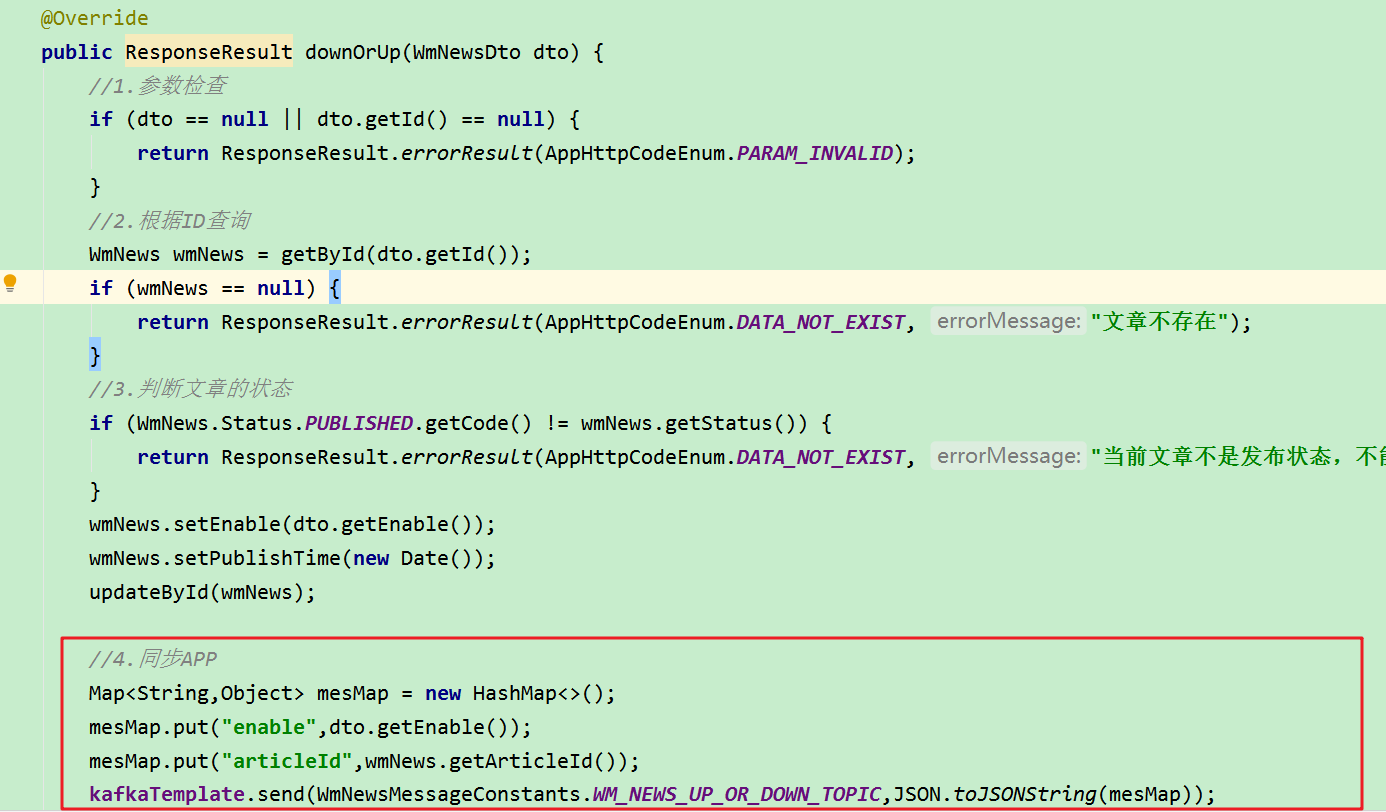 @Override
public ResponseResult downOrUp(WmNewsDto dto) {
//1.参数检查
if (dto == null || dto.getId() == null) {
return ResponseResult.errorResult(AppHttpCodeEnum.PARAM_INVALID);
}
//2.根据ID查询
WmNews wmNews = getById(dto.getId());
if (wmNews == null) {
return ResponseResult.errorResult(AppHttpCodeEnum.DATA_NOT_EXIST, errorMessage: "文章不存在");
}
//3.判断文章的状态
if (WmNews.Status.PUBLISHED.getCode() != wmNews.getStatus()) {
return ResponseResult.errorResult(AppHttpCodeEnum.DATA_NOT_EXIST, errorMessage: "当前文章不是发布状态，不
}
wmNews.setEnable(dto.getEnable());
wmNews.setPublishTime(new Date());
updateById(wmNews);
//4.同步APP
Map<String,Object> mesMap = new HashMap<>();
mesMap.put("enable",dto.getEnable());
mesMap.put("articleId",wmNews.getArticleId());
kafkaTemplate.send(WmNewsMessageConstants.WM_NEWS_UP_OR_DOWN_TOPIC,JSON.toJSONString(mesMap));